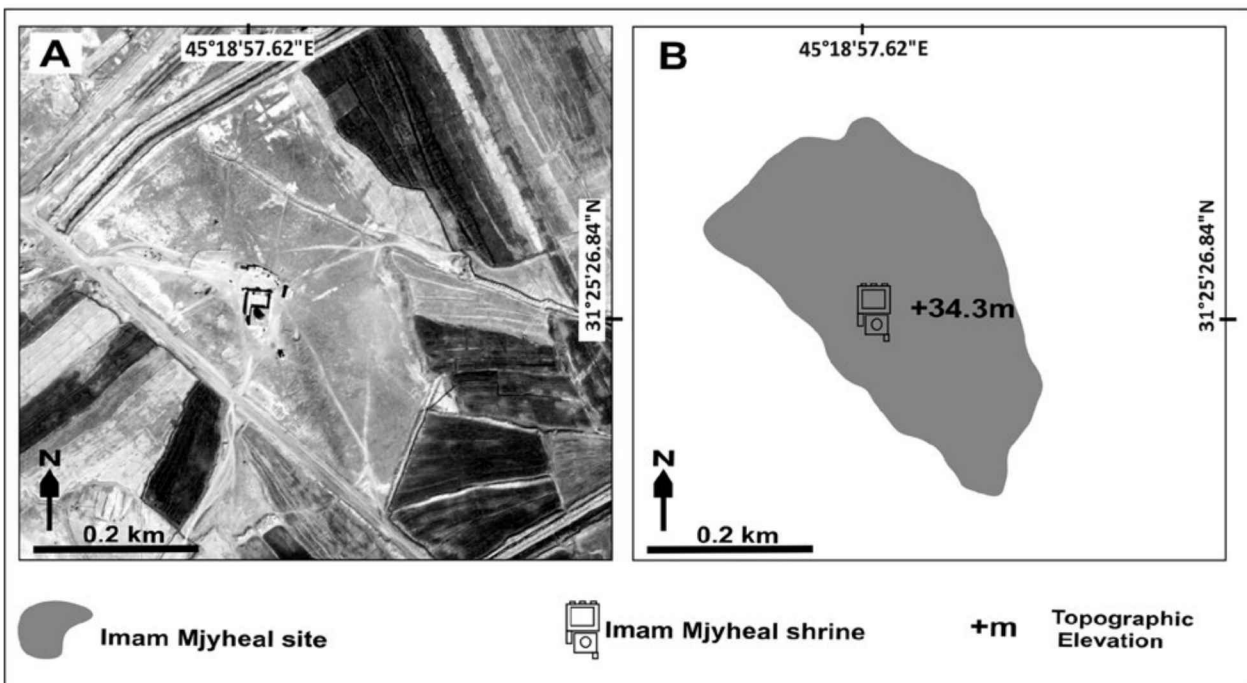 A
45°18'57.62"E
31°25'26.84"N
N
0.2 km
B
45°18'57.62"E
+34.3m
31°25'26.84"N
N
0.2 km
Imam Mjyheal site
Imam Mjyheal shrine
+m
Topographic
Elevation